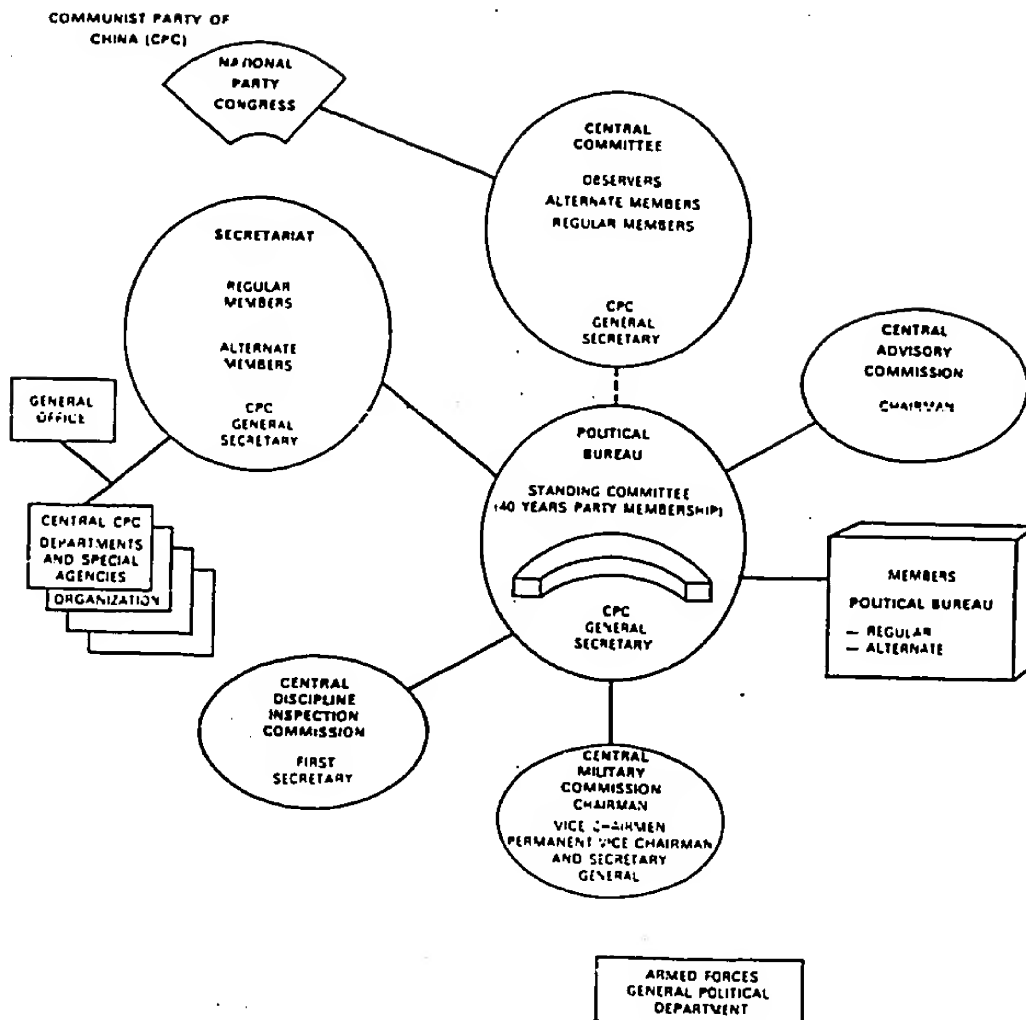 COMMUNIST PARTY OF
CHINA (CPC)
NATIONAL
PARTY
CONGRESS
CENTRAL
COMMITTEE
OBSERVERS
ALTERNATE MEMBERS
REGULAR MEMBERS
CPC
GENERAL
SECRETARY
SECRETARIAT
REGULAR
MEMBERS
ALTERNATE
MEMBERS
CPC
GENERAL
SECRETARY
CENTRAL
ADVISORY
COMMISSION
CHAIRMAN
GENERAL
OFFICE
POLITICAL
BUREAU
STANDING COMMITTEE
(40 YEARS PARTY MEMBERSHIP)
CPC
GENERAL
SECRETARY
CENTRAL CPC
DEPARTMENTS
AND SPECIAL
AGENCIES
ORGANIZATION
MEMBERS
POLITICAL BUREAU
— REGULAR
— ALTERNATE
CENTRAL
DISCIPLINE
INSPECTION
COMMISSION
FIRST
SECRETARY
CENTRAL
MILITARY
COMMISSION
CHAIRMAN
VICE CHAIRMEN
PERMANENT VICE CHAIRMAN
AND SECRETARY
GENERAL
ARMED FORCES
GENERAL POLITICAL
DEPARTMENT